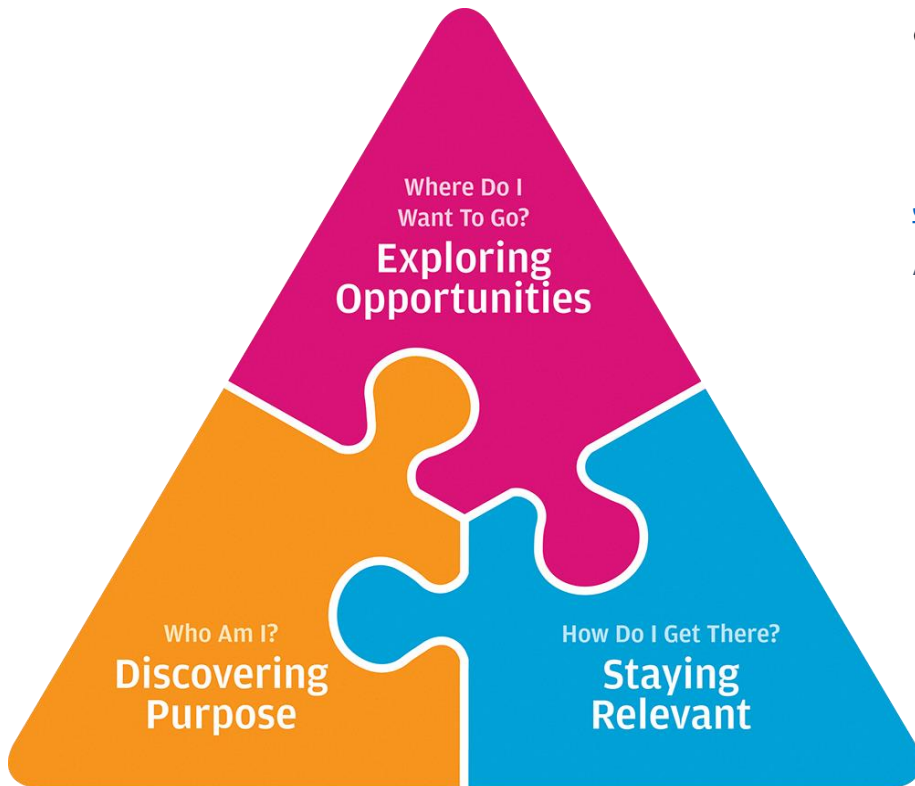 Where Do I
Want To Go?
Exploring
Opportunities
Who Am I?
Discovering
Purpose
How Do I Get There?
Staying
Relevant